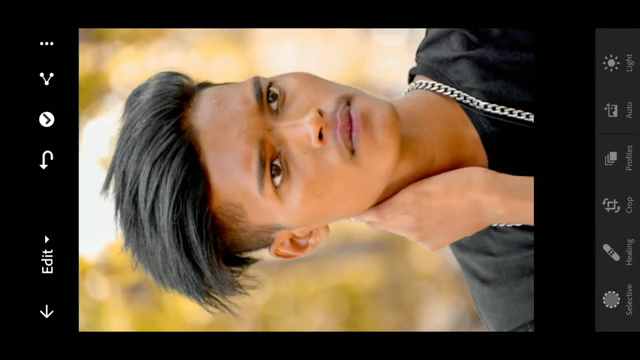 Edit
Selective
Healing
Crop
Profiles
Auto
Light